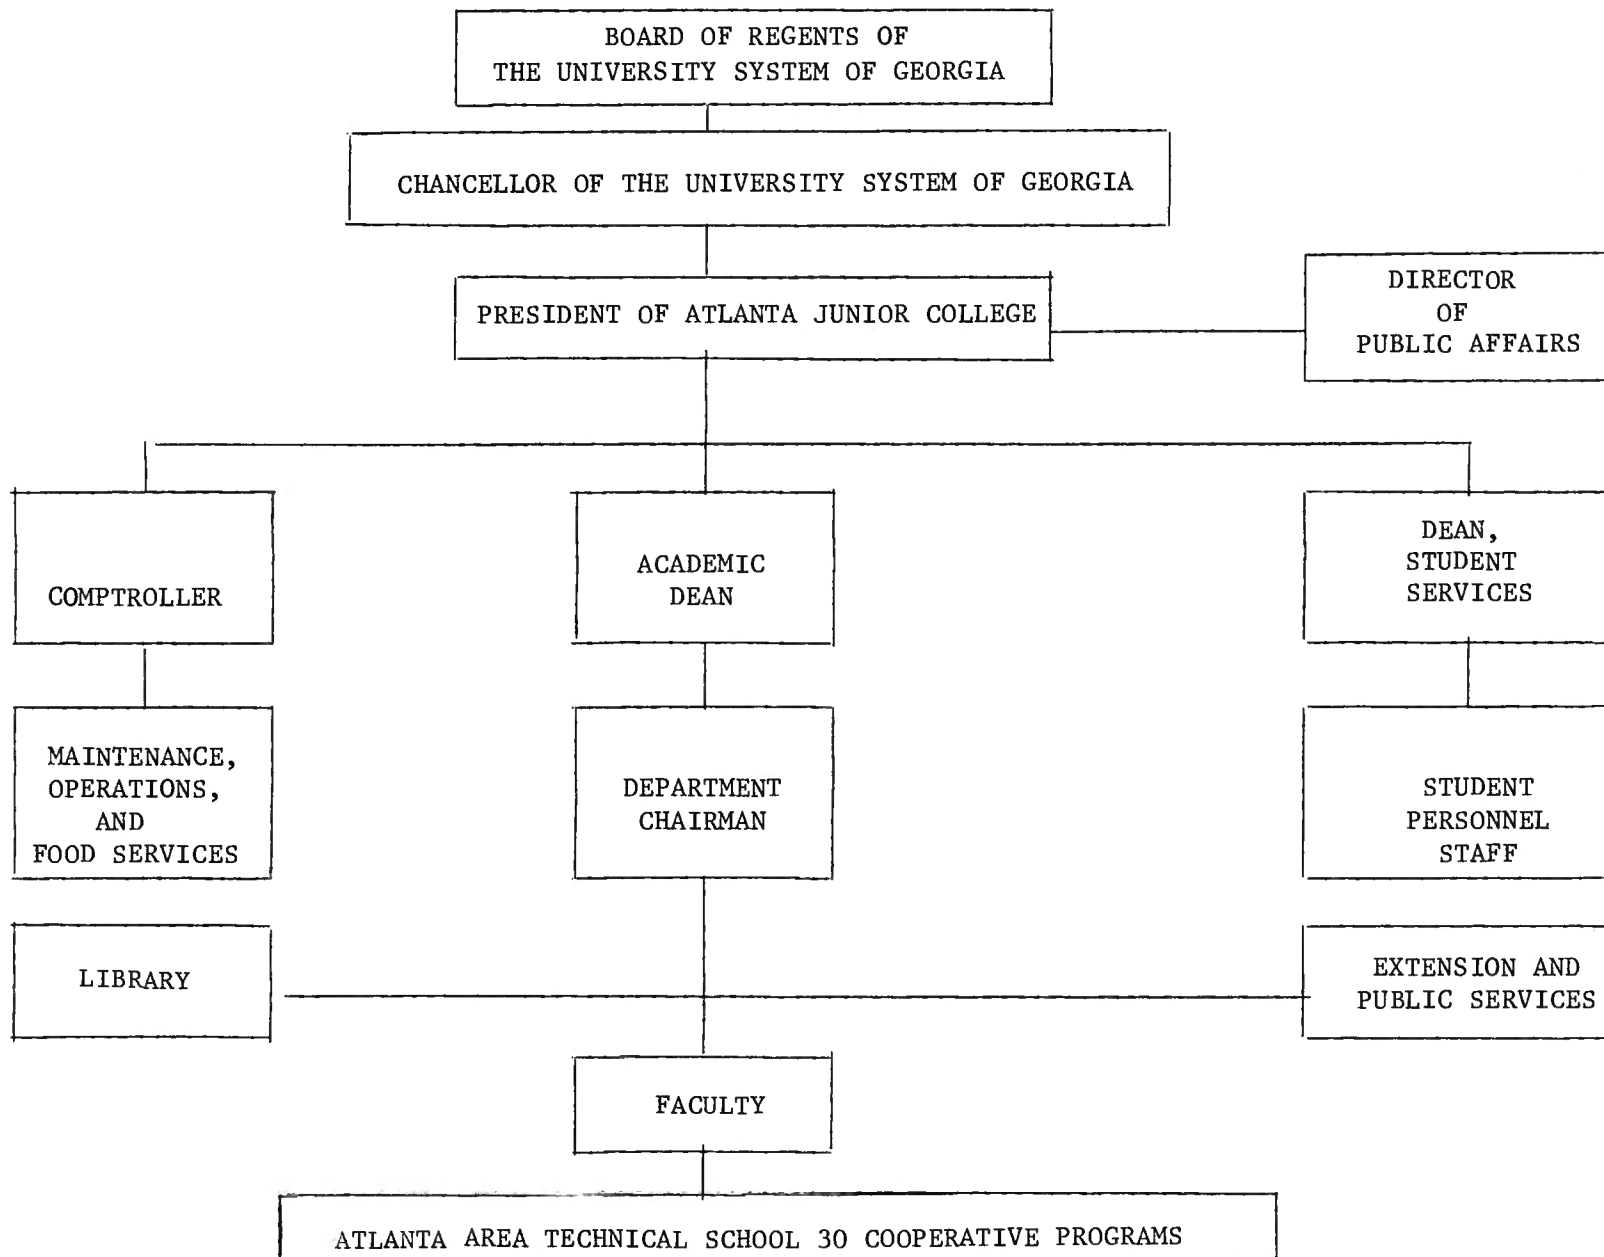 BOARD OF REGENTS OF
THE UNIVERSITY SYSTEM OF GEORGIA
CHANCELLOR OF THE UNIVERSITY SYSTEM OF GEORGIA
PRESIDENT OF ATLANTA JUNIOR COLLEGE
DIRECTOR
OF
PUBLIC AFFAIRS
COMPTROLLER
ACADEMIC
DEAN
DEAN,
STUDENT
SERVICES
MAINTENANCE,
OPERATIONS,
AND
FOOD SERVICES
DEPARTMENT
CHAIRMAN
STUDENT
PERSONNEL
STAFF
LIBRARY
EXTENSION AND
PUBLIC SERVICES
FACULTY
ATLANTA AREA TECHNICAL SCHOOL 30 COOPERATIVE PROGRAMS